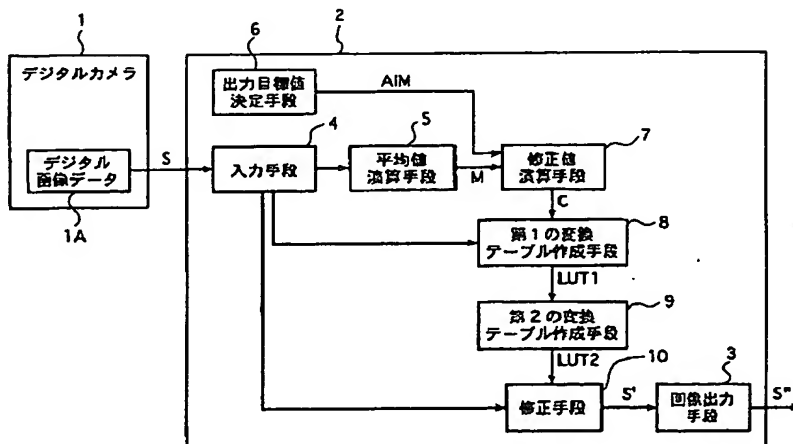 1
デジタルカメラ
デジタル
画像データ
1A
S
2
6
出力目標値
決定手段
AIM
4
入力手段
5
平均値
演算手段
M
7
修正値
演算手段
C
8
第1の変換
テーブル作成手段
LUT1
9
第2の変換
テーブル作成手段
LUT2
10
修正手段
S'
3
画像出力
手段
S"